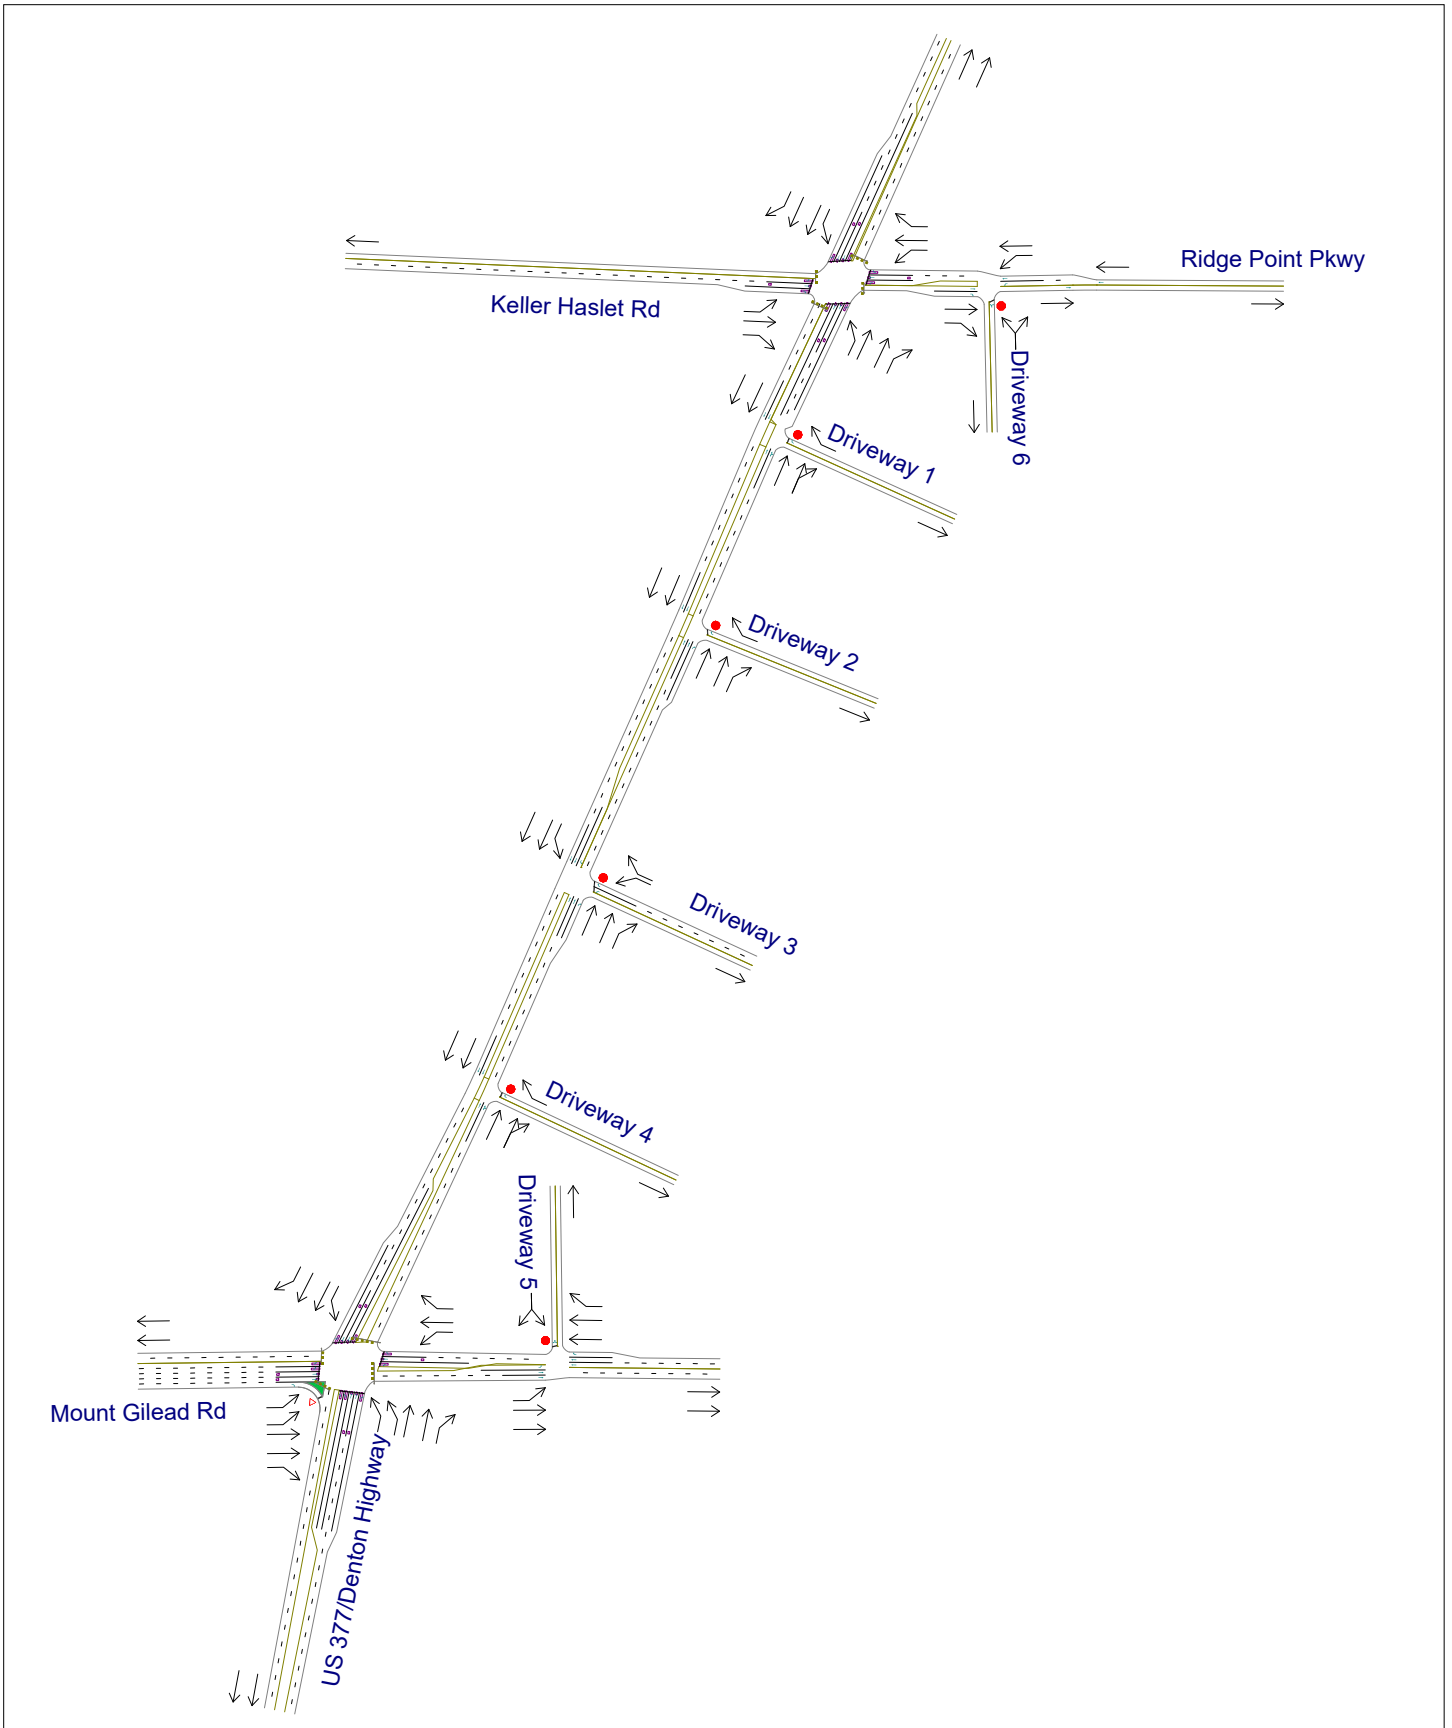 Ridge Point Pkwy
Keller Haslet Rd
Driveway 6
Driveway 1
Driveway 2
Driveway 3
Driveway 4
Driveway 5
Mount Gilead Rd
US 377/Denton Highway